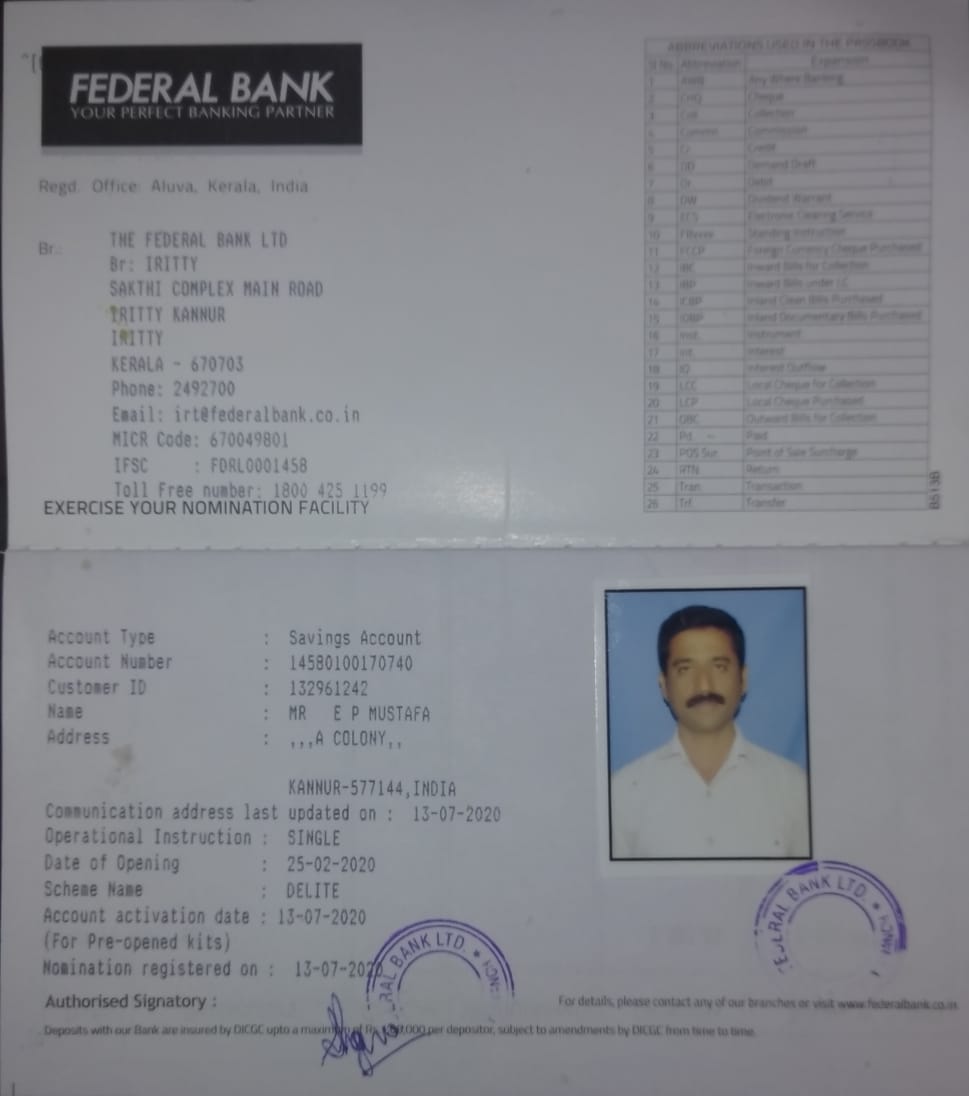 FEDERAL BANK
YOUR PERFECT BANKING PARTNER
Regd. Office: Aluva, Kerala, India
Br.:
THE FEDERAL BANK LTD
Br: IRITTY
SAKTHI COMPLEX MAIN ROAD
IRITTY KANNUR
IRITTY
KERALA - 670703
Phone: 2492700
Email: irt@federalbank.co.in
MICR Code: 670049801
IFSC : FDRL0001458
Toll Free number: 1800 425 1199
EXERCISE YOUR NOMINATION FACILITY
ABBREVIATIONS USED IN THE PASSBOOK
Sl No. Abbreviation Expansion
1 AWB Any Where Banking
2 CHQ Cheque
3 Coll Collection
4 Commn Commission
5 Cr Credit
6 DD Demand Draft
7 Dr Debit
8 DW Dividend Warrant
9 ECS Electronic Clearing Service
10 Standing Instruction
11 FCCP Foreign Currency Cheque Purchased
12 IBC Inward Bills for Collection
13 IBP Inward Bills under LC
14 ICBP Inland Clean Bills Purchased
15 IDBP Inland Documentary Bills Purchased
16 Inst. Instrument
17 Int. Interest
18 IO Interest Outflow
19 LCC Local Cheque for Collection
20 LCP Local Cheque Purchased
21 OBC Outward Bills for Collection
22 Pd. Paid
23 POS Sur Point of Sale Surcharge
24 RTN Return
25 Tran. Transaction
26 Trf. Transfer
B513B
Account Type : Savings Account
Account Number : 14580100170740
Customer ID : 132961242
Name : MR E P MUSTAFA
Address : ,,,A COLONY,,
KANNUR-577144,INDIA
Communication address last updated on : 13-07-2020
Operational Instruction : SINGLE
Date of Opening : 25-02-2020
Scheme Name : DELITE
Account activation date : 13-07-2020
(For Pre-opened kits)
Nomination registered on : 13-07-2020
FEDERAL BANK LTD. *
RAL BANK LTD. *
Authorised Signatory :
For details, please contact any of our branches or visit www.federalbank.co.in
Deposits with our Bank are insured by DICGC upto a maximum of Rs. per depositor, subject to amendments by DICGC from time to time.